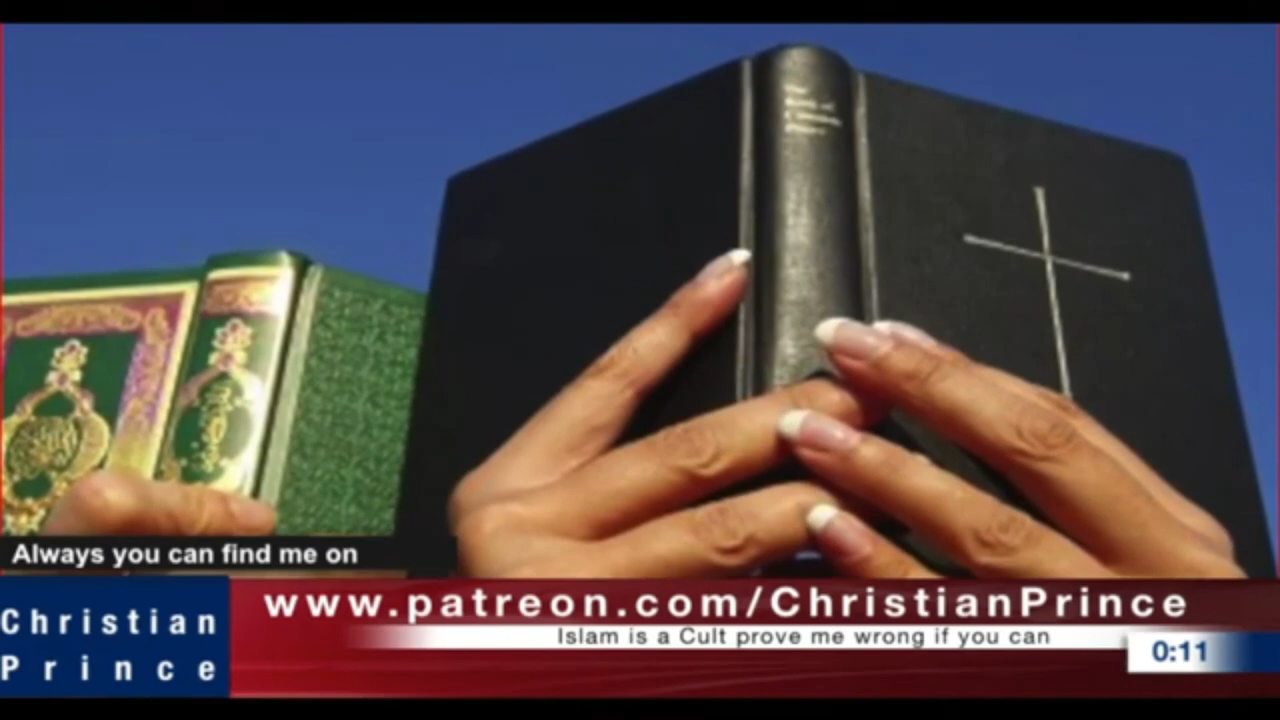 Always you can find me on
Christian
Prince
www.patreon.com/ChristianPrince
Islam is a Cult prove me wrong if you can
0:11